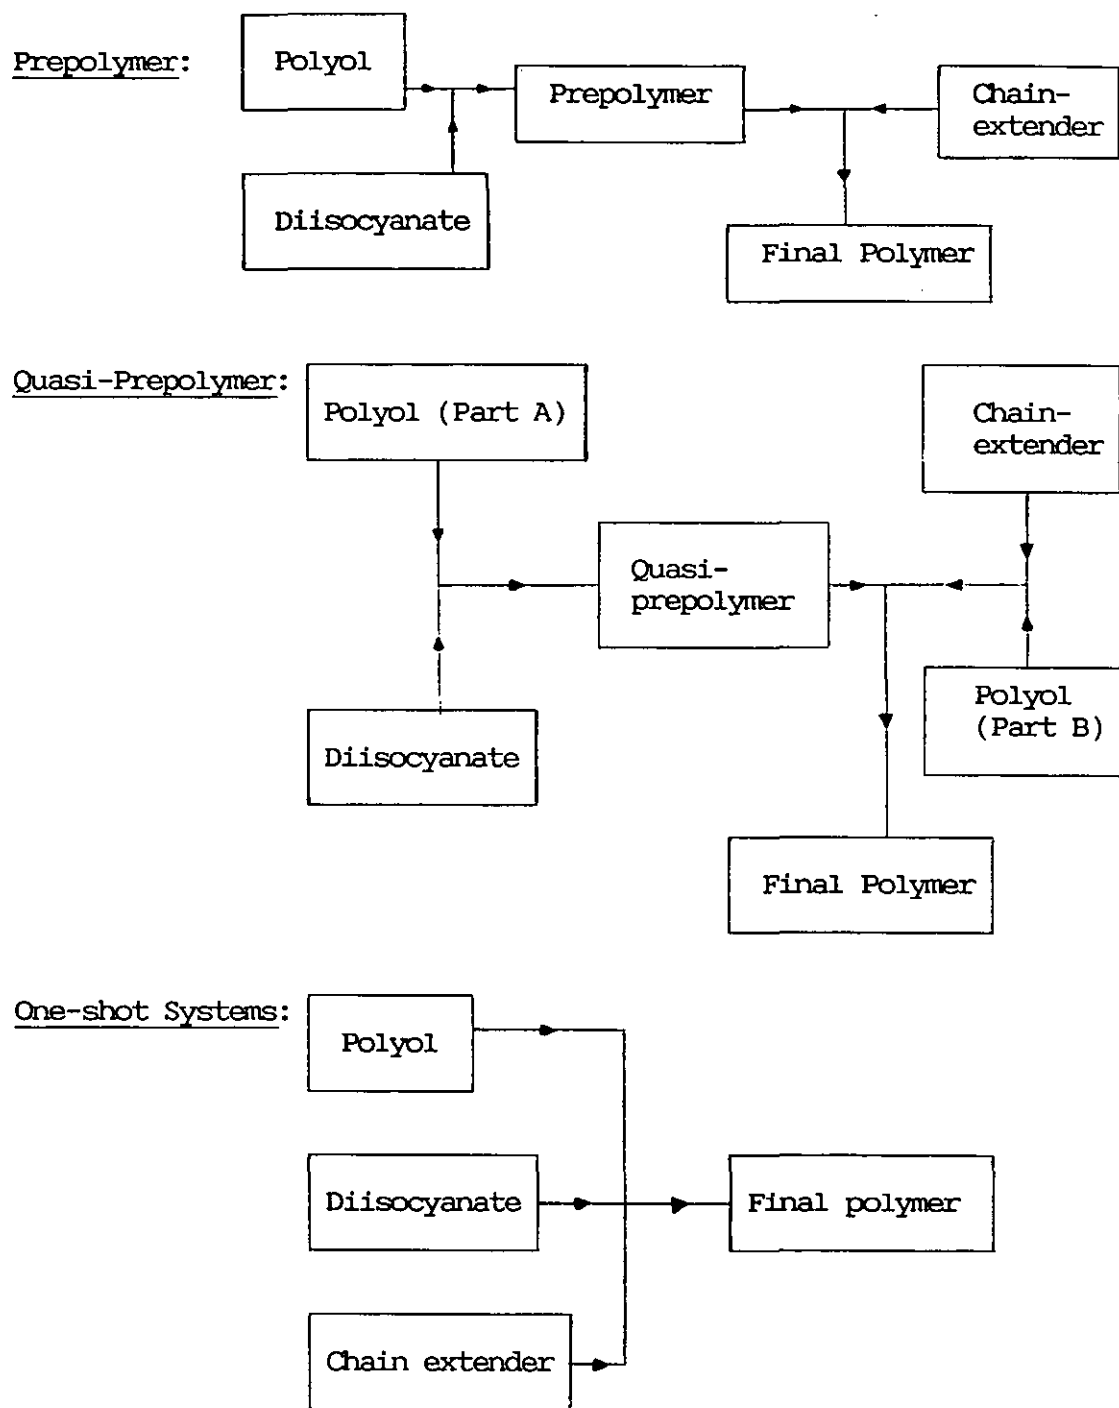 Prepolymer:
Polyol
Prepolymer
Chain-
extender
Diisocyanate
Final Polymer
Quasi-Prepolymer:
Polyol (Part A)
Chain-
extender
Quasi-
prepolymer
Polyol
(Part B)
Diisocyanate
Final Polymer
One-shot Systems:
Polyol
Diisocyanate
Final polymer
Chain extender